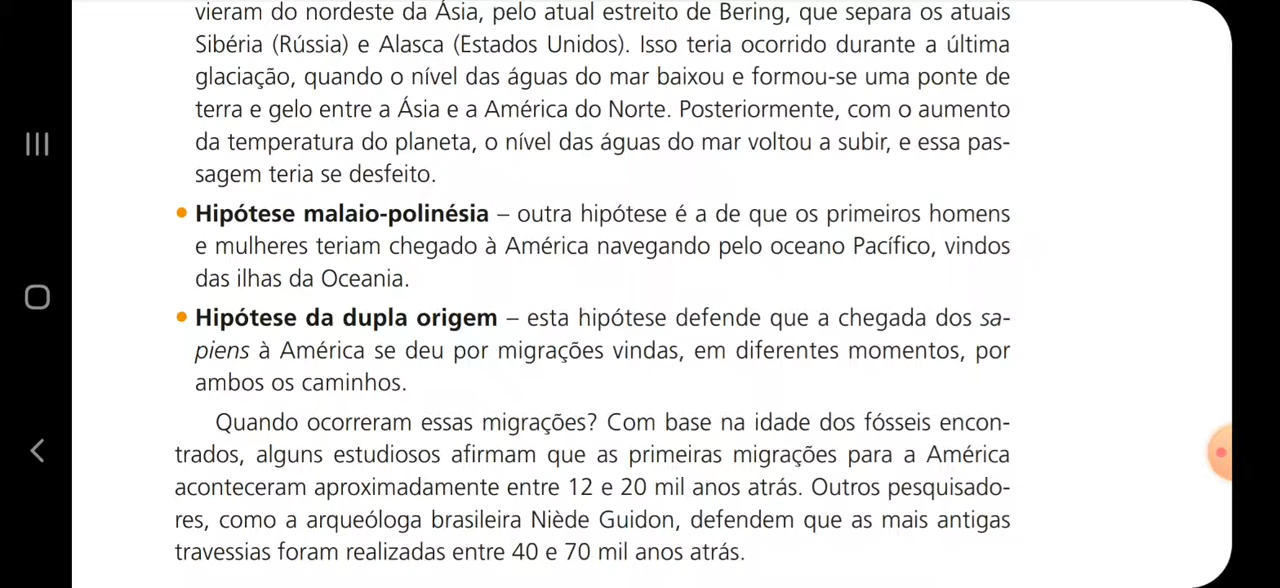 vieram do nordeste da Ásia, pelo atual estreito de Bering, que separa os atuais
Sibéria (Rússia) e Alasca (Estados Unidos). Isso teria ocorrido durante a última
glaciação, quando o nível das águas do mar baixou e formou-se uma ponte de
terra e gelo entre a Ásia e a América do Norte. Posteriormente, com o aumento
da temperatura do planeta, o nível das águas do mar voltou a subir, e essa pas-
sagem teria se desfeito.
• Hipótese malaio-polinésia – outra hipótese é a de que os primeiros homens
e mulheres teriam chegado à América navegando pelo oceano Pacífico, vindos
das ilhas da Oceania.
• Hipótese da dupla origem – esta hipótese defende que a chegada dos sa-
piens à América se deu por migrações vindas, em diferentes momentos, por
ambos os caminhos.
Quando ocorreram essas migrações? Com base na idade dos fósseis encon-
trados, alguns estudiosos afirmam que as primeiras migrações para a América
aconteceram aproximadamente entre 12 e 20 mil anos atrás. Outros pesquisado-
res, como a arqueóloga brasileira Niède Guidon, defendem que as mais antigas
travessias foram realizadas entre 40 e 70 mil anos atrás.